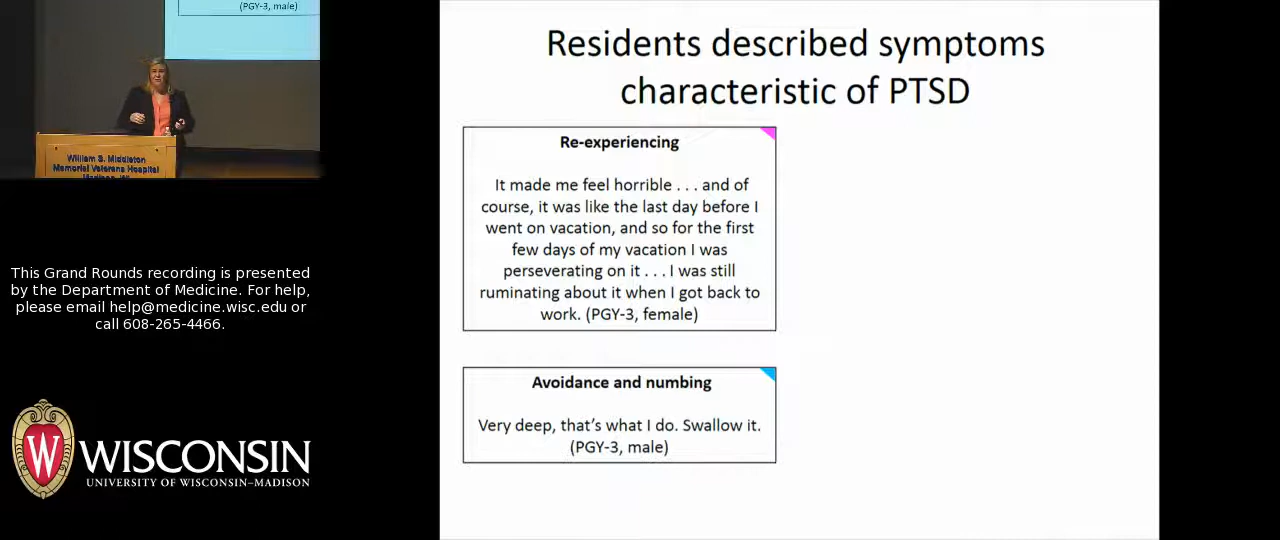 (PGY-3, male)
William S. Middleton
Memorial Veterans Hospital
This Grand Rounds recording is presented
by the Department of Medicine. For help,
please email help@medicine.wisc.edu or
call 608-265-4466.
W
WISCONSIN
UNIVERSITY OF WISCONSIN–MADISON
Residents described symptoms
characteristic of PTSD
Re-experiencing
It made me feel horrible . . . and of
course, it was like the last day before I
went on vacation, and so for the first
few days of my vacation I was
perseverating on it . . . I was still
ruminating about it when I got back to
work. (PGY-3, female)
Avoidance and numbing
Very deep, that’s what I do. Swallow it.
(PGY-3, male)